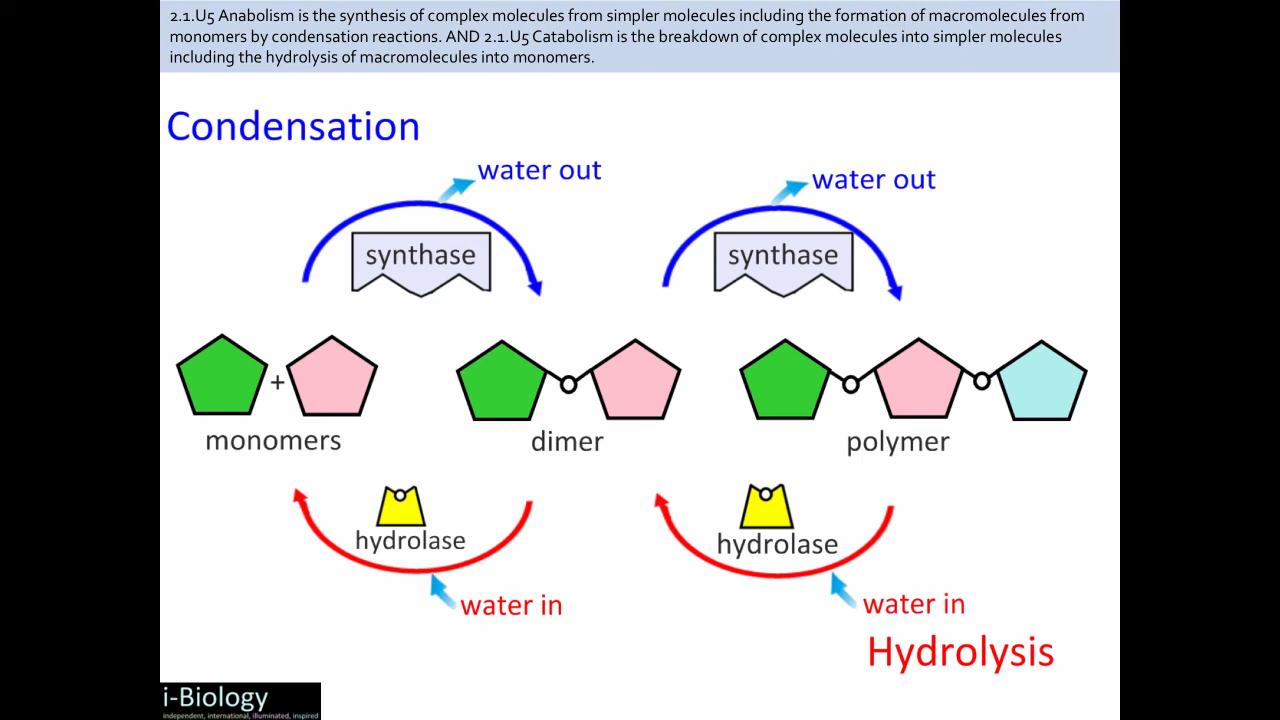 2.1.U5 Anabolism is the synthesis of complex molecules from simpler molecules including the formation of macromolecules from
monomers by condensation reactions. AND 2.1.U5 Catabolism is the breakdown of complex molecules into simpler molecules
including the hydrolysis of macromolecules into monomers.
Condensation
water out
water out
synthase
synthase
+
monomers
dimer
polymer
hydrolase
hydrolase
water in
water in
Hydrolysis
i-Biology
independent, international, illuminated, inspired